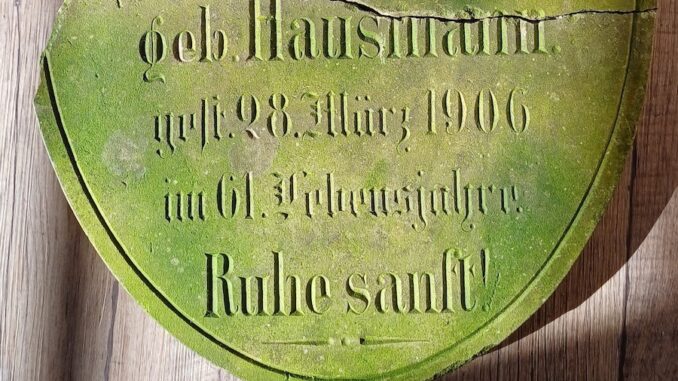 geb. Hausmann.
gest. 28. März 1906
im 61. Lebensjahre.
Ruhe sanft!